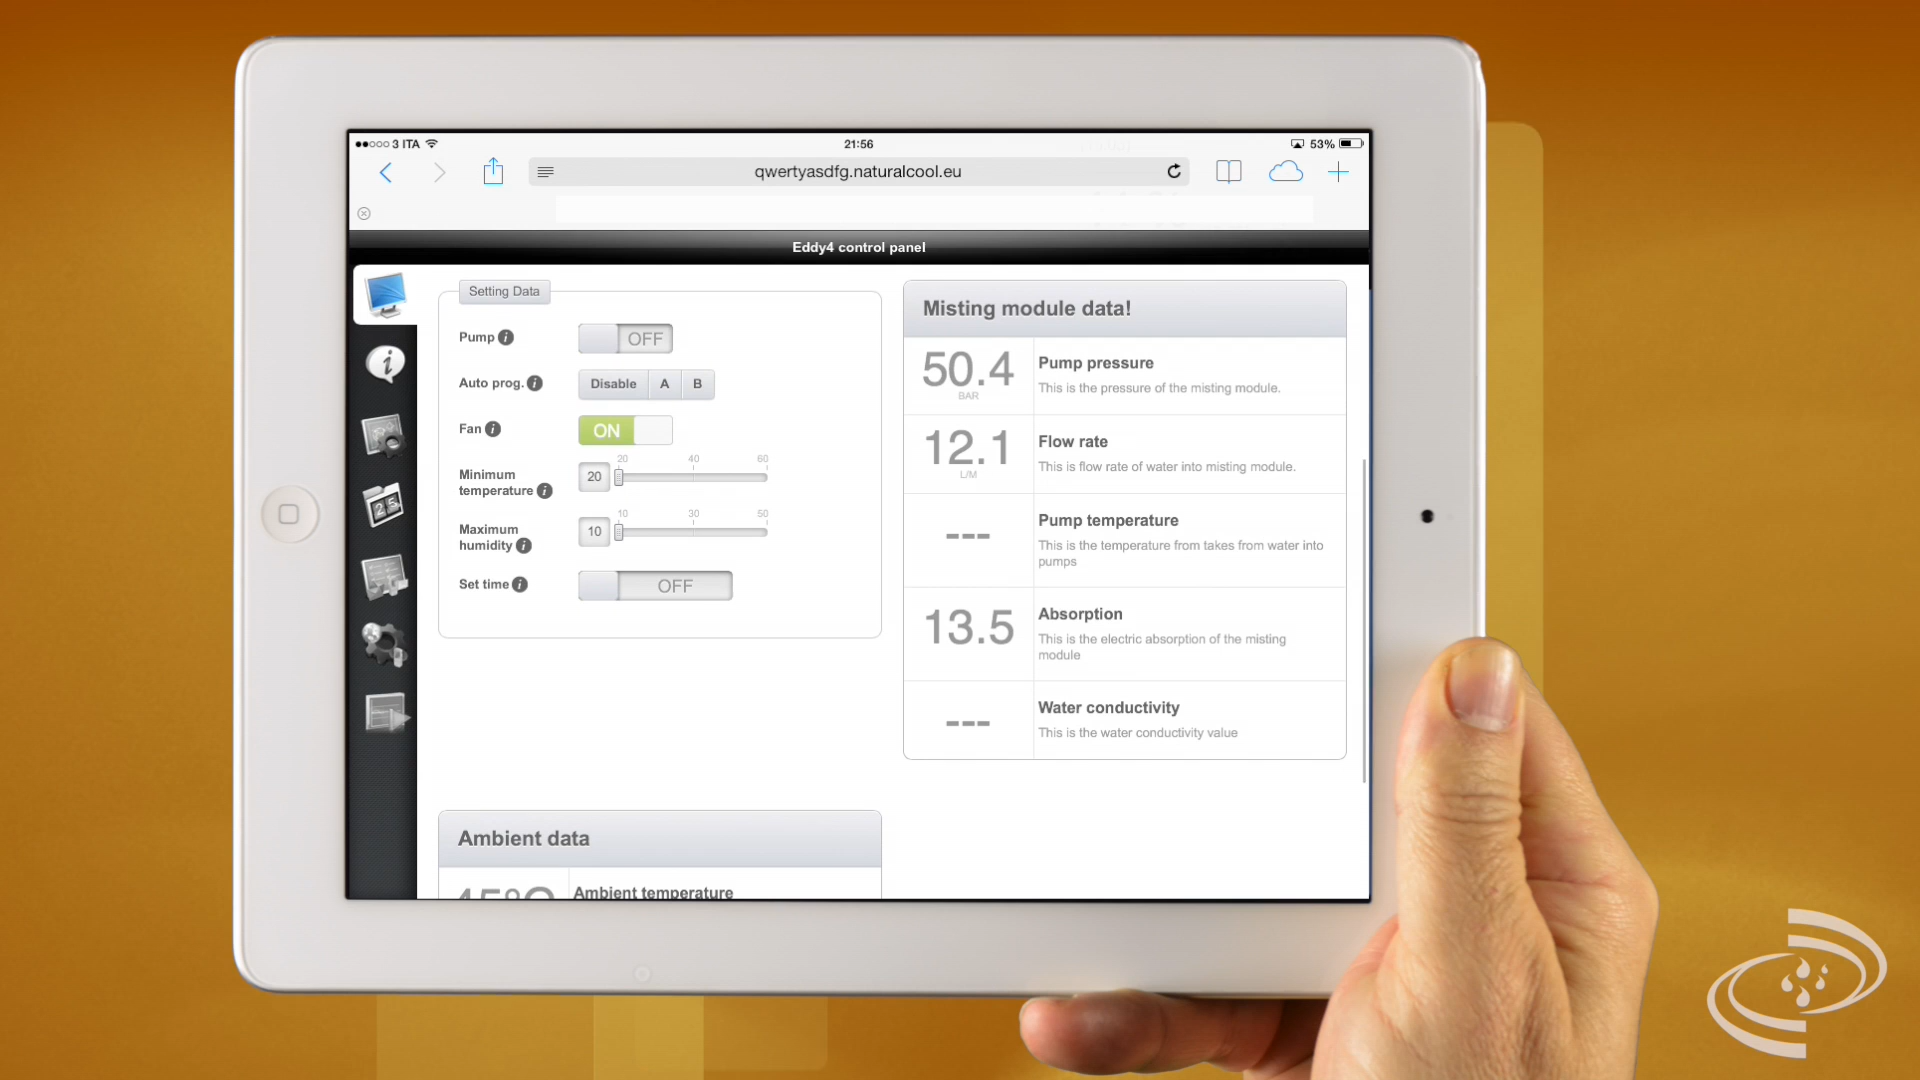 3 ITA
21:56
53%
qwertyasdfg.naturalcool.eu
Eddy4 control panel
Setting Data
Pump
OFF
Auto prog.
Disable A B
Fan
ON
Minimum
temperature
20
20 40 60
Maximum
humidity
10
10 30 50
Set time
OFF
Misting module data!
50.4
BAR
Pump pressure
This is the pressure of the misting module.
12.1
L/M
Flow rate
This is flow rate of water into misting module.
---
Pump temperature
This is the temperature from takes from water into
pumps
13.5
Absorption
This is the electric absorption of the misting
module
---
Water conductivity
This is the water conductivity value
Ambient data
Ambient temperature